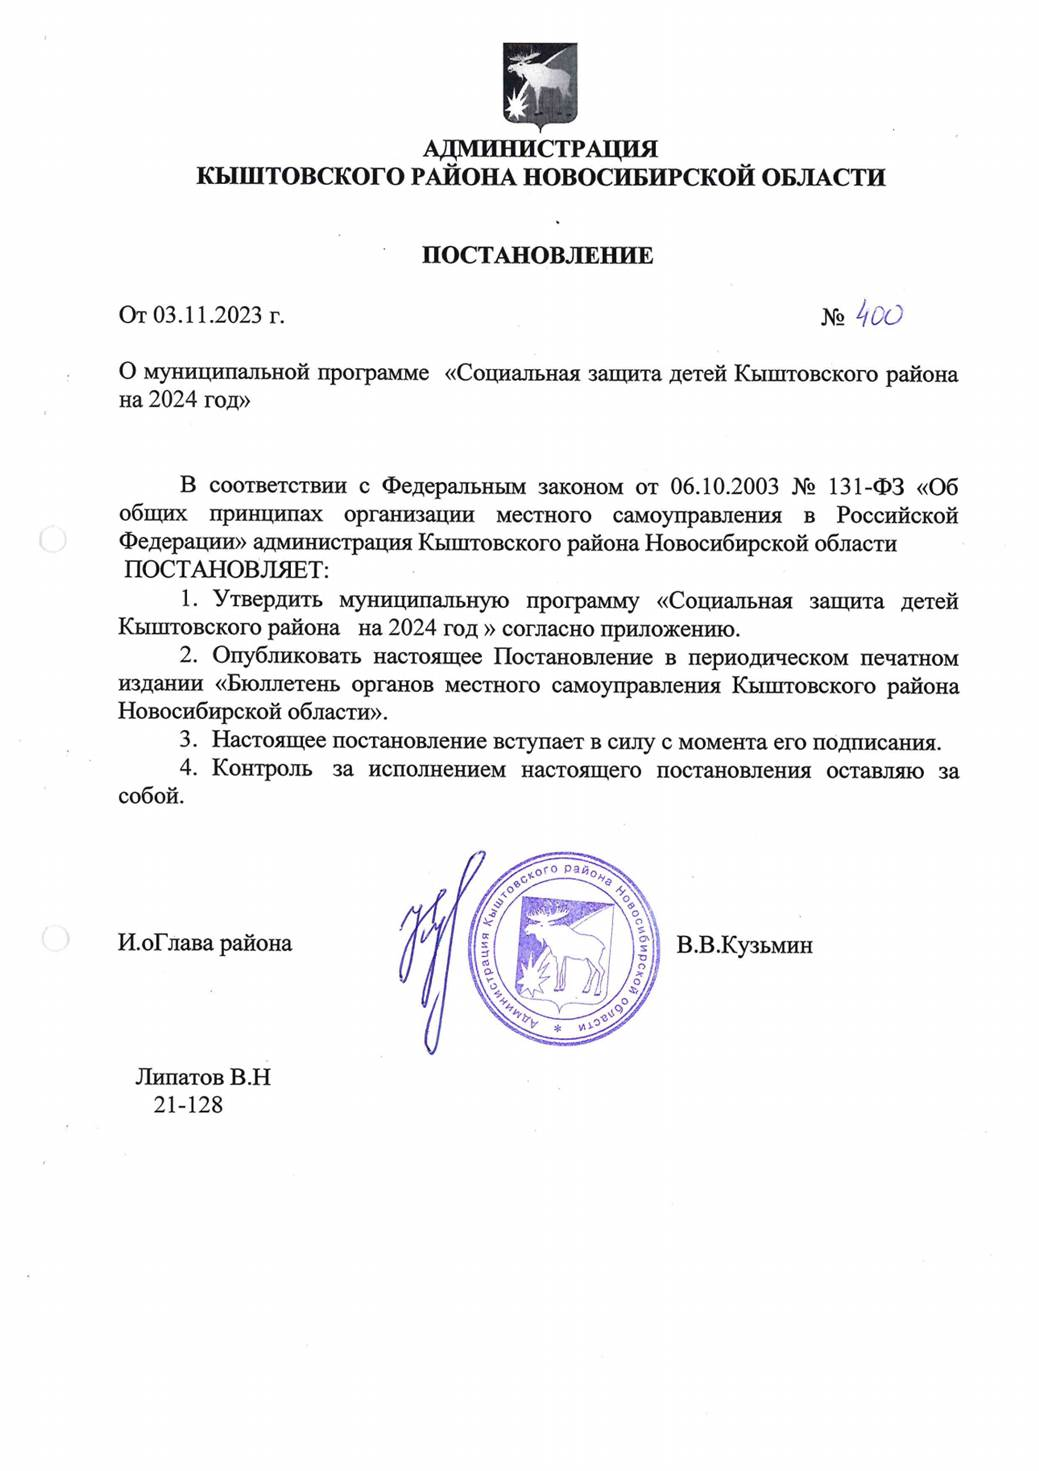 АДМИНИСТРАЦИЯ
КЫШТОВСКОГО РАЙОНА НОВОСИБИРСКОЙ ОБЛАСТИ
ПОСТАНОВЛЕНИЕ
От 03.11.2023 г. № 400
О муниципальной программе «Социальная защита детей Кыштовского района
на 2024 год»
В соответствии с Федеральным законом от 06.10.2003 № 131-ФЗ «Об
общих принципах организации местного самоуправления в Российской
Федерации» администрация Кыштовского района Новосибирской области
ПОСТАНОВЛЯЕТ:
1. Утвердить муниципальную программу «Социальная защита детей
Кыштовского района на 2024 год » согласно приложению.
2. Опубликовать настоящее Постановление в периодическом печатном
издании «Бюллетень органов местного самоуправления Кыштовского района
Новосибирской области».
3. Настоящее постановление вступает в силу с момента его подписания.
4. Контроль за исполнением настоящего постановления оставляю за
собой.
И.оГлава района В.В.Кузьмин
Администрация Кыштовского района Новосибирской области *
Липатов В.Н
21-128